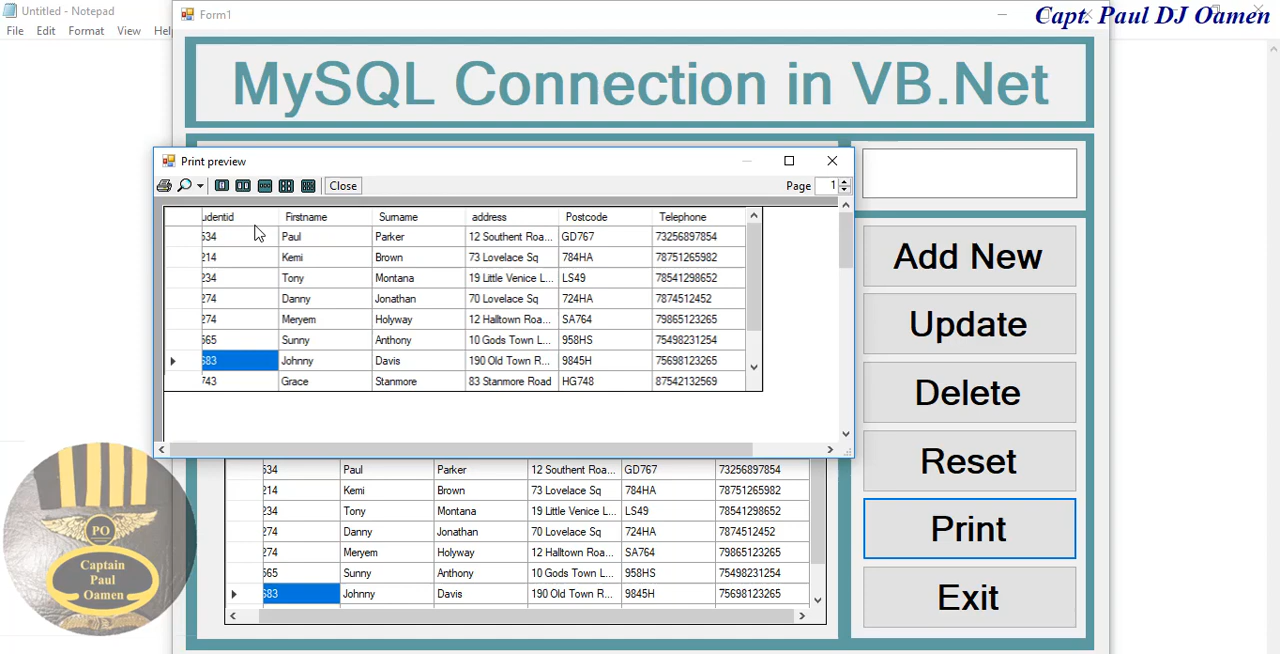 Untitled - Notepad
Form1
Capt. Paul DJ Oamen
File Edit Format View Hel
MySQL Connection in VB.Net
Print preview
Close
Page 1
udentid Firstname Surname address Postcode Telephone
534 Paul Parker 12 Southent Roa... GD767 73256897854
214 Kemi Brown 73 Lovelace Sq 784HA 78751265982
234 Tony Montana 19 Little Venice L... LS49 78541298652
274 Danny Jonathan 70 Lovelace Sq 724HA 7874512452
274 Meryem Holyway 12 Halltown Roa... SA764 79865123265
565 Sunny Anthony 10 Gods Town L... 958HS 75498231254
583 Johnny Davis 190 Old Town R... 9845H 75698123265
743 Grace Stanmore 83 Stanmore Road HG748 87542132569
534 Paul Parker 12 Southent Roa... GD767 73256897854
214 Kemi Brown 73 Lovelace Sq 784HA 78751265982
234 Tony Montana 19 Little Venice L... LS49 78541298652
274 Danny Jonathan 70 Lovelace Sq 724HA 7874512452
274 Meryem Holyway 12 Halltown Roa... SA764 79865123265
565 Sunny Anthony 10 Gods Town L... 958HS 75498231254
583 Johnny Davis 190 Old Town R... 9845H 75698123265
Add New
Update
Delete
Reset
Print
Exit
PO
Captain
Paul
Oamen